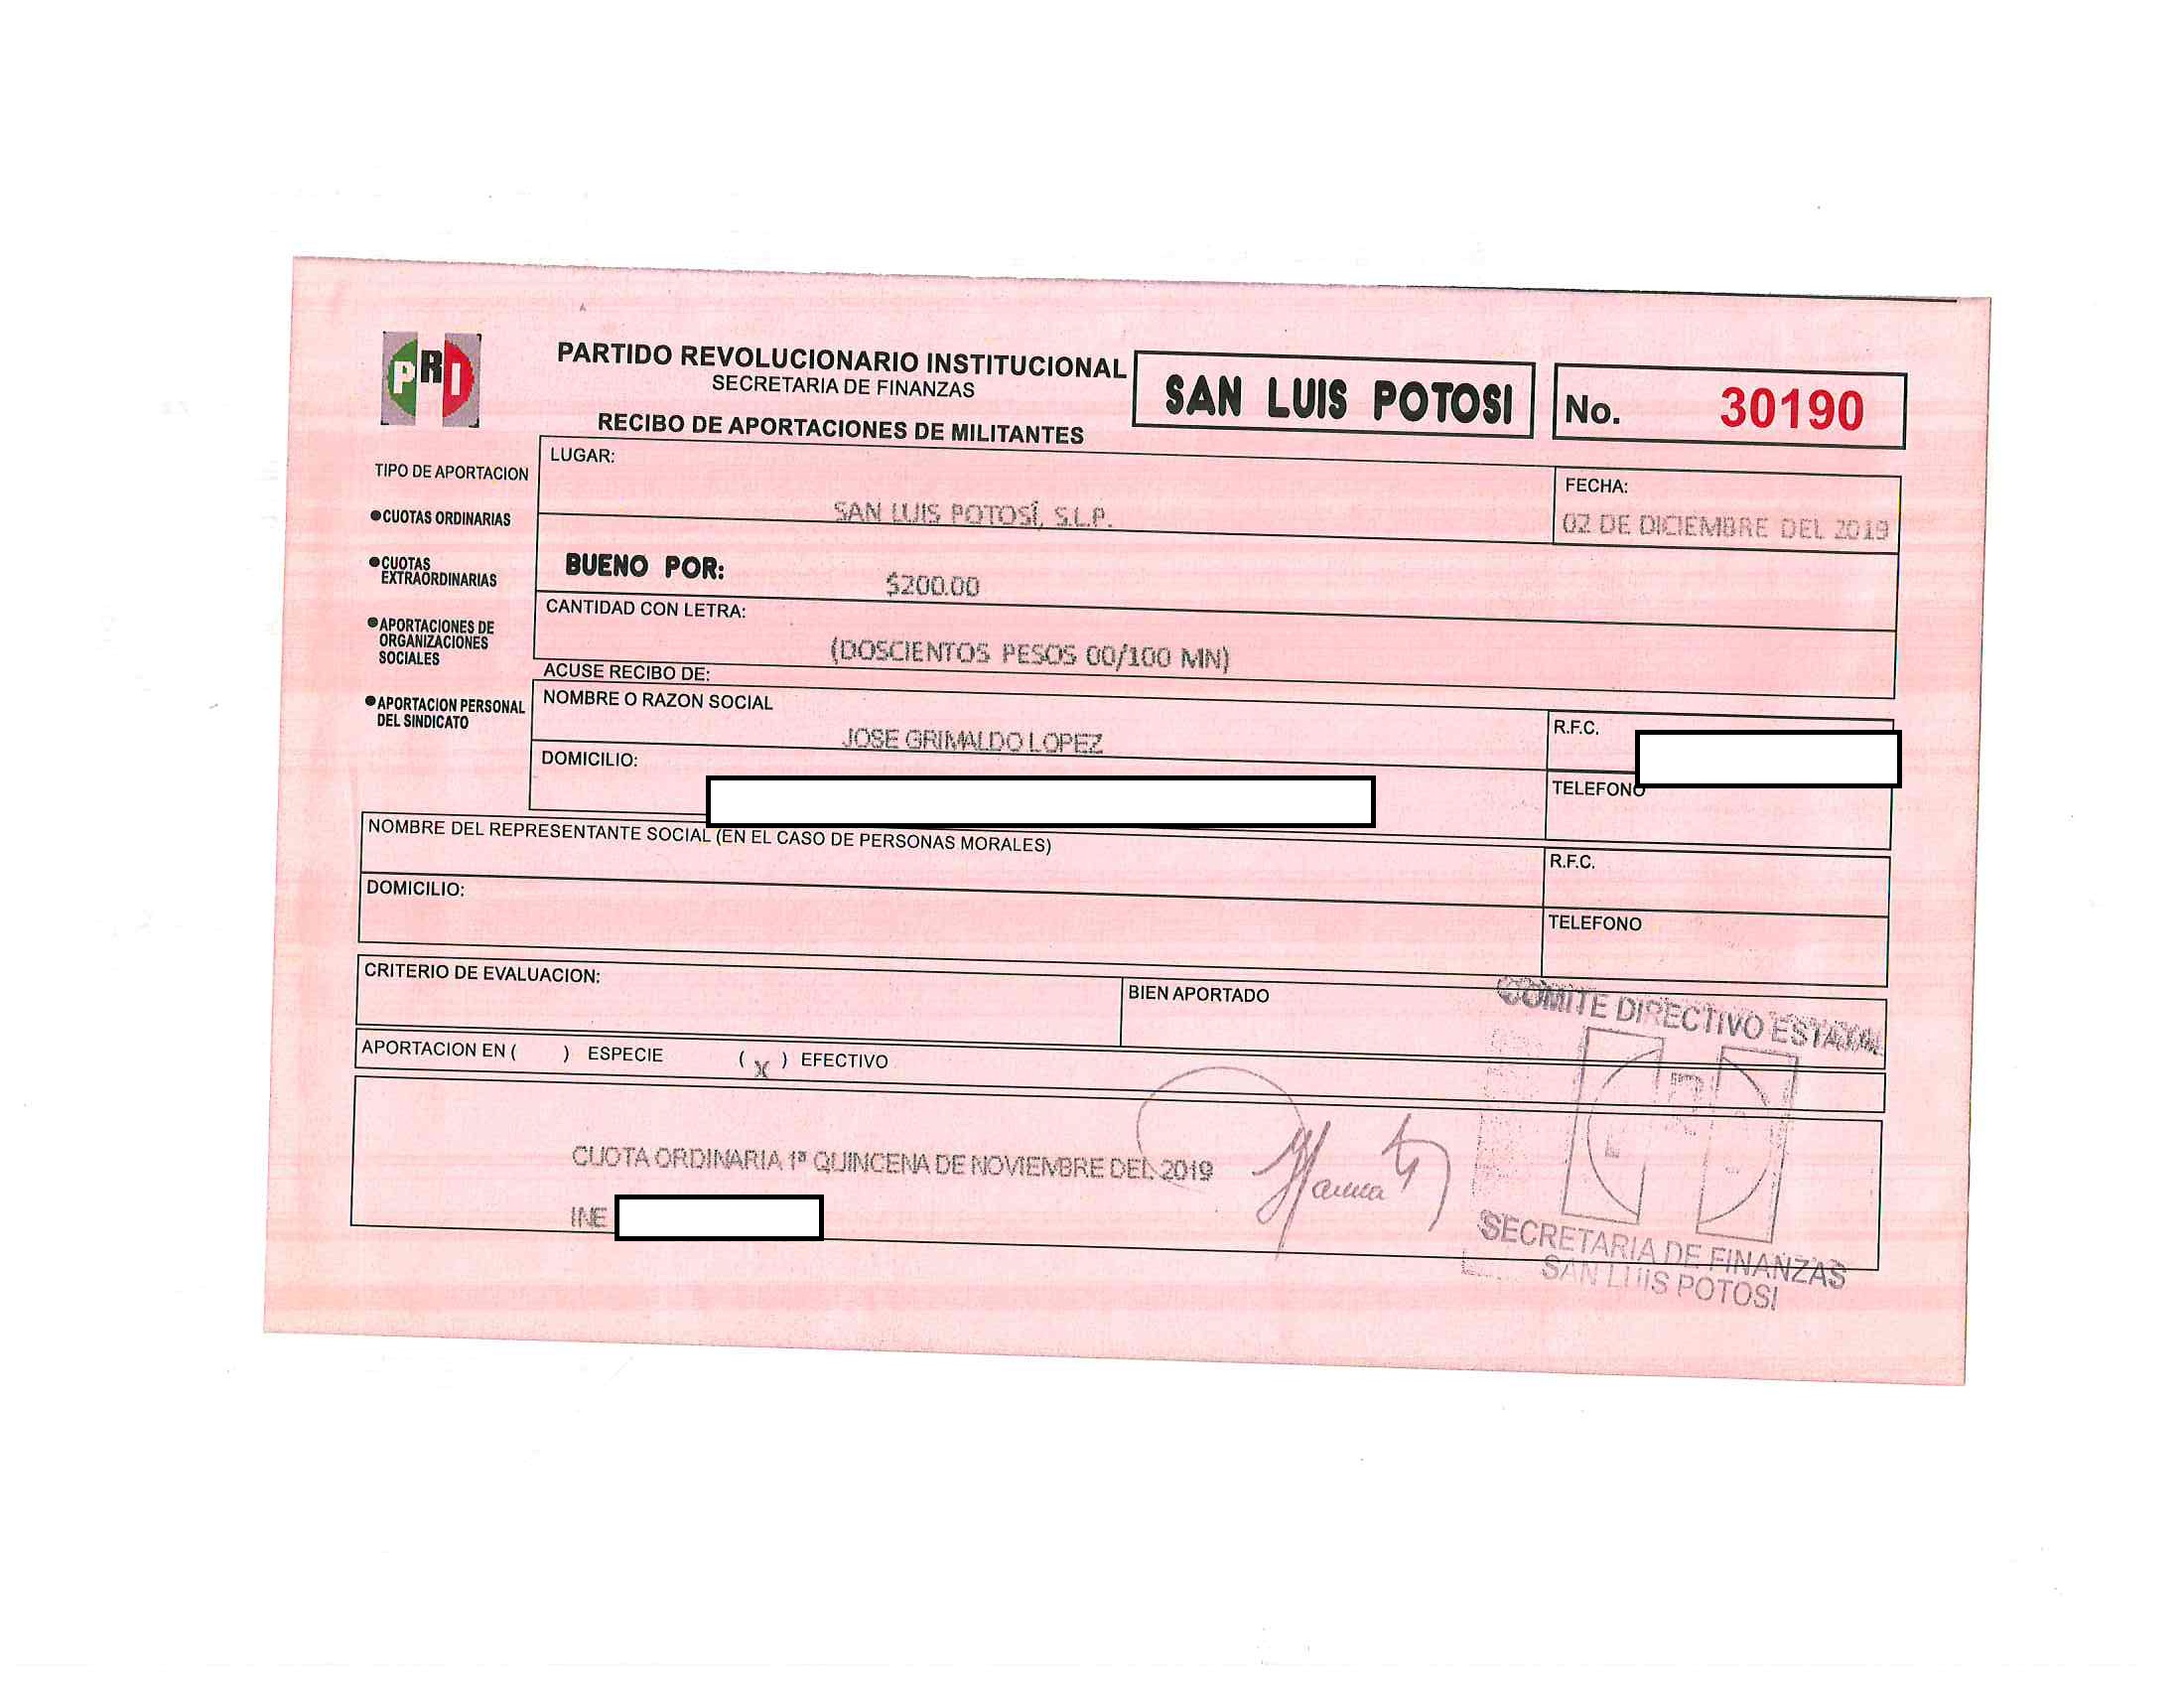 PRI
PARTIDO REVOLUCIONARIO INSTITUCIONAL
SECRETARIA DE FINANZAS
RECIBO DE APORTACIONES DE MILITANTES
SAN LUIS POTOSI
No. 30190
TIPO DE APORTACION
●CUOTAS ORDINARIAS
●CUOTAS
EXTRAORDINARIAS
●APORTACIONES DE
ORGANIZACIONES
SOCIALES
●APORTACION PERSONAL
DEL SINDICATO
LUGAR:
SAN LUIS POTOSÍ, S.L.P.
FECHA:
02 DE DICIEMBRE DEL 2019
BUENO POR: $200.00
CANTIDAD CON LETRA:
(DOSCIENTOS PESOS 00/100 MN)
ACUSE RECIBO DE:
NOMBRE O RAZON SOCIAL
JOSE GRIMALDO LOPEZ
R.F.C.
DOMICILIO:
TELEFONO
NOMBRE DEL REPRESENTANTE SOCIAL (EN EL CASO DE PERSONAS MORALES)
R.F.C.
DOMICILIO:
TELEFONO
CRITERIO DE EVALUACION:
BIEN APORTADO
APORTACION EN ( ) ESPECIE ( X ) EFECTIVO
CUOTA ORDINARIA 1ª QUINCENA DE NOVIEMBRE DEL 2019
INE
COMITE DIRECTIVO ESTATAL
SECRETARIA DE FINANZAS
SAN LUIS POTOSI